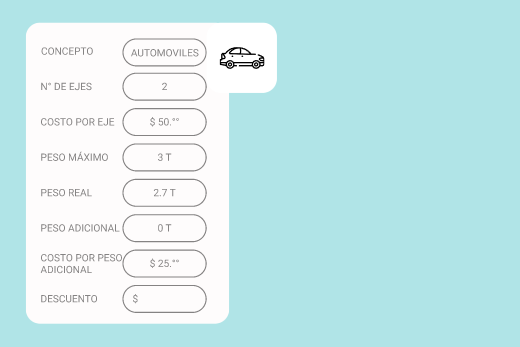 CONCEPTO AUTOMOVILES
N° DE EJES 2
COSTO POR EJE $ 50.°°
PESO MÁXIMO 3 T
PESO REAL 2.7 T
PESO ADICIONAL 0 T
COSTO POR PESO
ADICIONAL $ 25.°°
DESCUENTO $